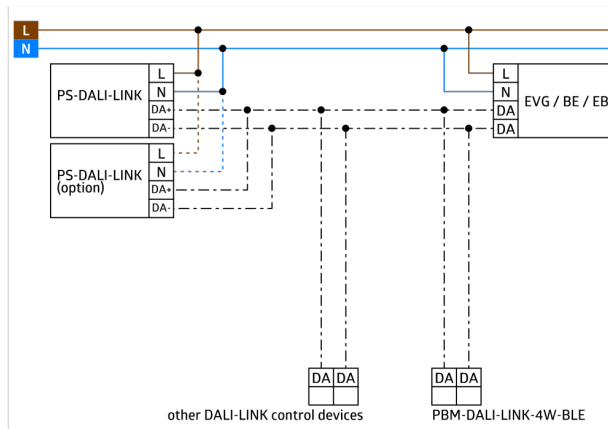 L
N
PS-DALI-LINK
L
N
DA+
DA-
L
N
DA
DA
EVG / BE / EB
PS-DALI-LINK
(option)
L
N
DA+
DA-
DA DA
DA DA
other DALI-LINK control devices
PBM-DALI-LINK-4W-BLE